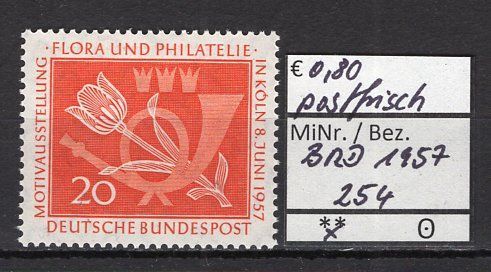 MOTIVAUSSTELLUNG · FLORA UND PHILATELIE · IN KÖLN 8. JUNI 1957
20
DEUTSCHE BUNDESPOST
€ 0,80
postfrisch
MiNr. / Bez.
BRD 1957
254
** ʘ